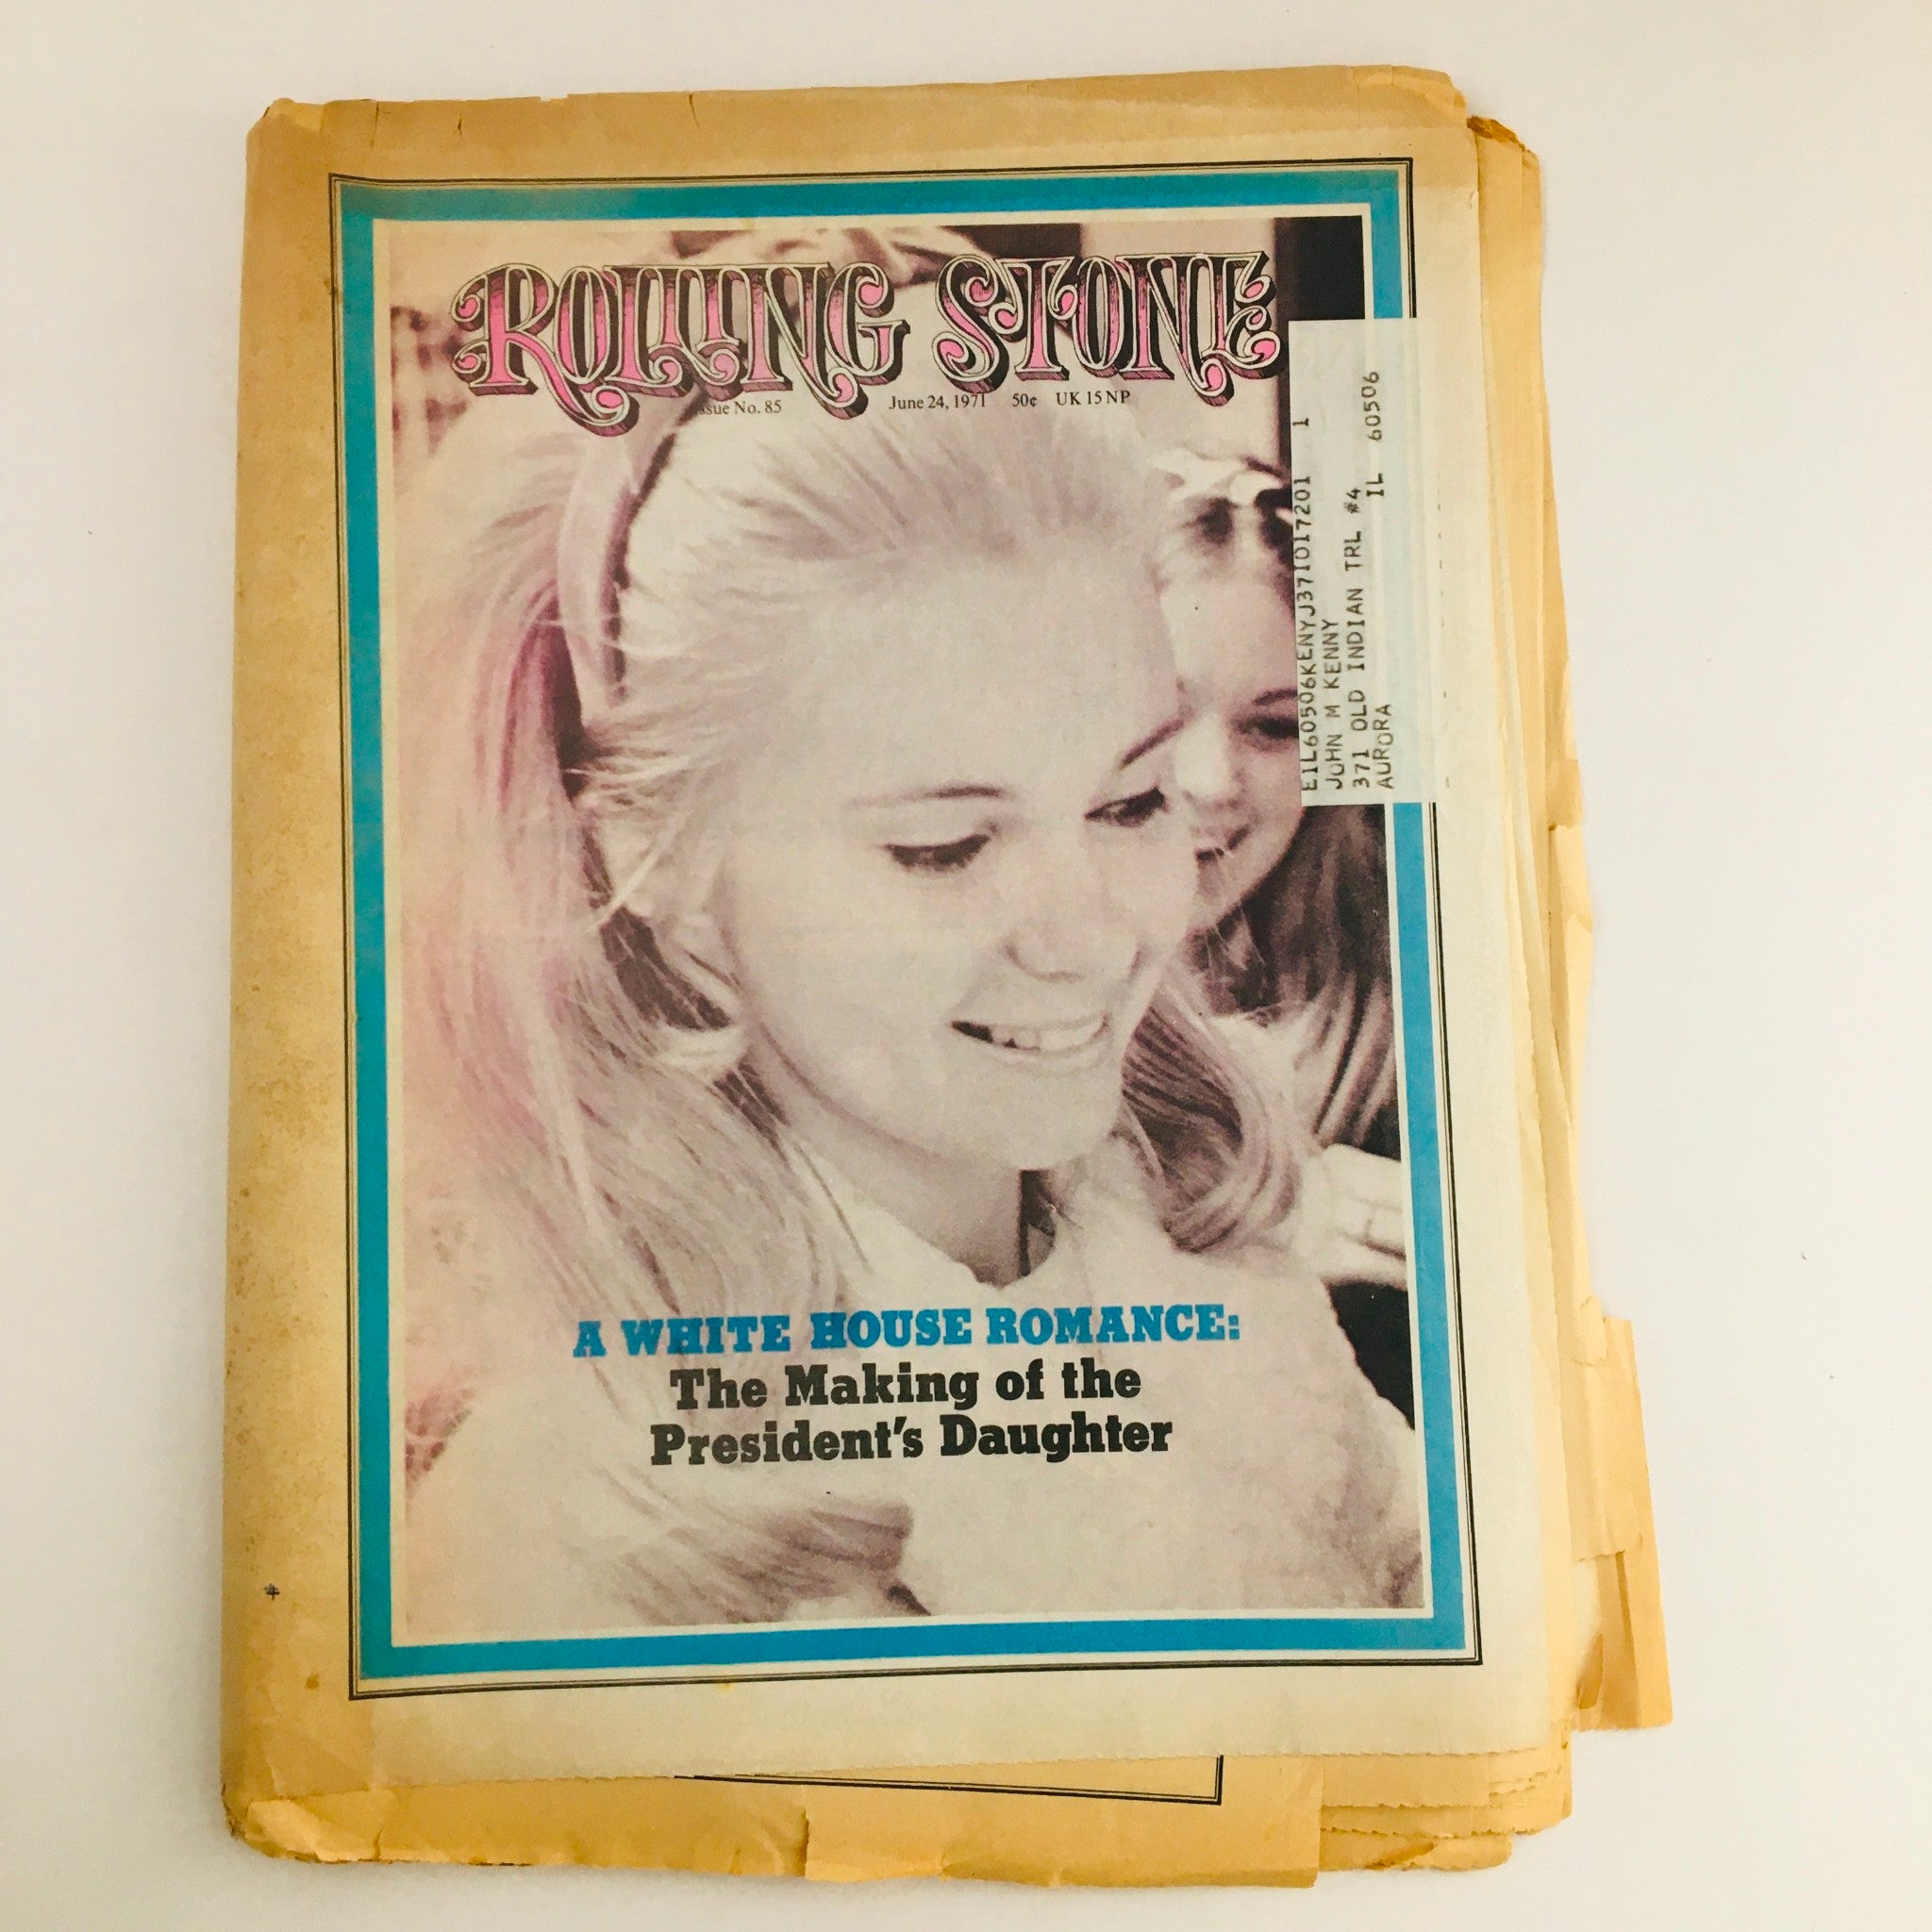 ROLLING STONE
Issue No. 85 June 24, 1971 50¢ UK 15 NP
E1L60506KENYJ371O17201 1
JOHN M KENNY
371 OLD INDIAN TRL #4
AURORA IL 60506
A WHITE HOUSE ROMANCE:
The Making of the
President's Daughter